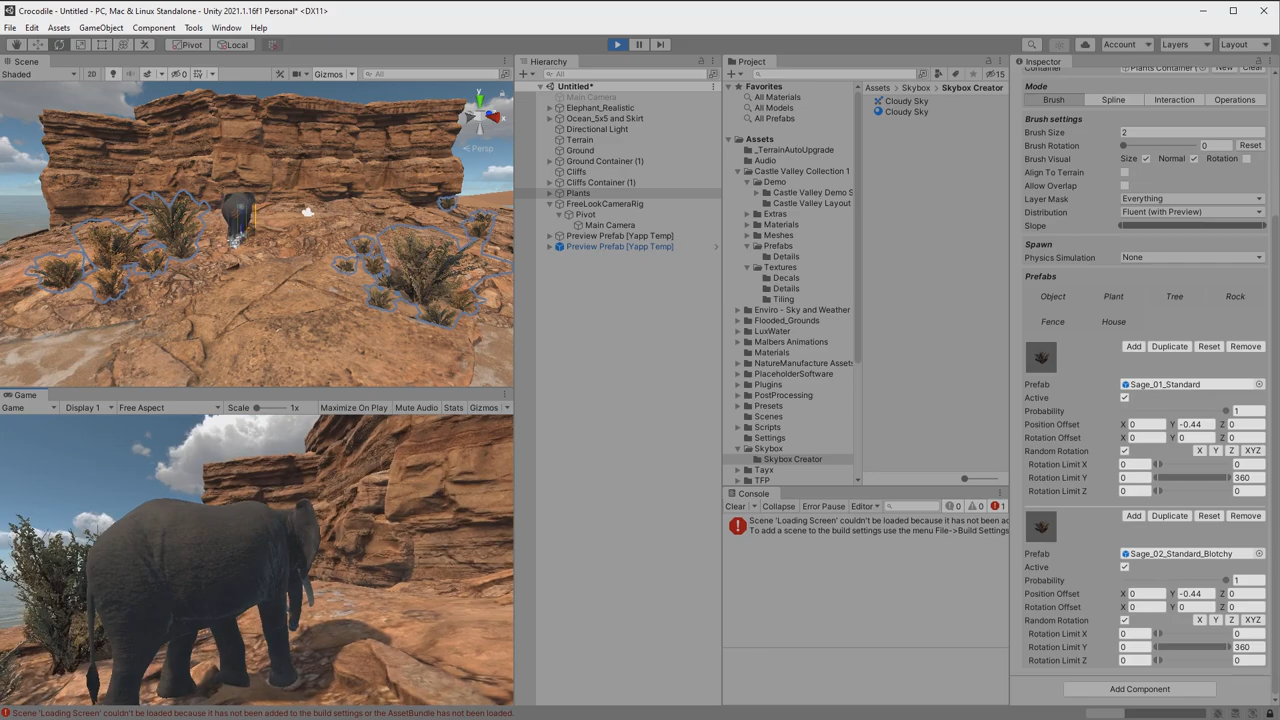 Crocodile - Untitled - PC, Mac & Linux Standalone - Unity 2021.1.16f1 Personal* <DX11>
File Edit Assets GameObject Component Tools Window Help
Pivot Local Account Layers Layout
Scene
Shaded 2D 0 Gizmos All
Persp
Game
Game Display 1 Free Aspect Scale 1x Maximize On Play Mute Audio Stats Gizmos
Hierarchy
All
Untitled*
Main Camera
Elephant_Realistic
Ocean_5x5 and Skirt
Directional Light
Terrain
Ground
Ground Container (1)
Cliffs
Cliffs Container (1)
Plants
FreeLookCameraRig
Pivot
Main Camera
Preview Prefab [Yapp Temp]
Preview Prefab [Yapp Temp]
Project
15
Favorites
All Materials
All Models
All Prefabs
Assets
_TerrainAutoUpgrade
Audio
Castle Valley Collection 1
Demo
Castle Valley Demo S
Castle Valley Layout
Extras
Materials
Meshes
Prefabs
Details
Textures
Decals
Details
Tiling
Enviro - Sky and Weather
Flooded_Grounds
LuxWater
Malbers Animations
Materials
NatureManufacture Assets
PlaceholderSoftware
Plugins
PostProcessing
Presets
Scenes
Scripts
Settings
Skybox
Skybox Creator
Tayx
TFP
Assets Skybox Skybox Creator
Cloudy Sky
Cloudy Sky
Console
Clear Collapse Error Pause Editor 0 0 1
Scene 'Loading Screen' couldn't be loaded because it has not been ad
To add a scene to the build settings use the menu File->Build Settings
Inspector
Container Plants Container New Clear
Mode
Brush Spline Interaction Operations
Brush settings
Brush Size 2
Brush Rotation 0 Reset
Brush Visual Size Normal Rotation
Align To Terrain
Allow Overlap
Layer Mask Everything
Distribution Fluent (with Preview)
Slope
Spawn
Physics Simulation None
Prefabs
Object Plant Tree Rock
Fence House
Add Duplicate Reset Remove
Prefab Sage_01_Standard
Active
Probability 1
Position Offset X 0 Y -0.44 Z 0
Rotation Offset X 0 Y 0 Z 0
Random Rotation X Y Z XYZ
Rotation Limit X 0 0
Rotation Limit Y 0 360
Rotation Limit Z 0 0
Add Duplicate Reset Remove
Prefab Sage_02_Standard_Blotchy
Active
Probability 1
Position Offset X 0 Y -0.44 Z 0
Rotation Offset X 0 Y 0 Z 0
Random Rotation X Y Z XYZ
Rotation Limit X 0 0
Rotation Limit Y 0 360
Rotation Limit Z 0 0
Add Component
Scene 'Loading Screen' couldn't be loaded because it has not been added to the build settings or the AssetBundle has not been loaded.